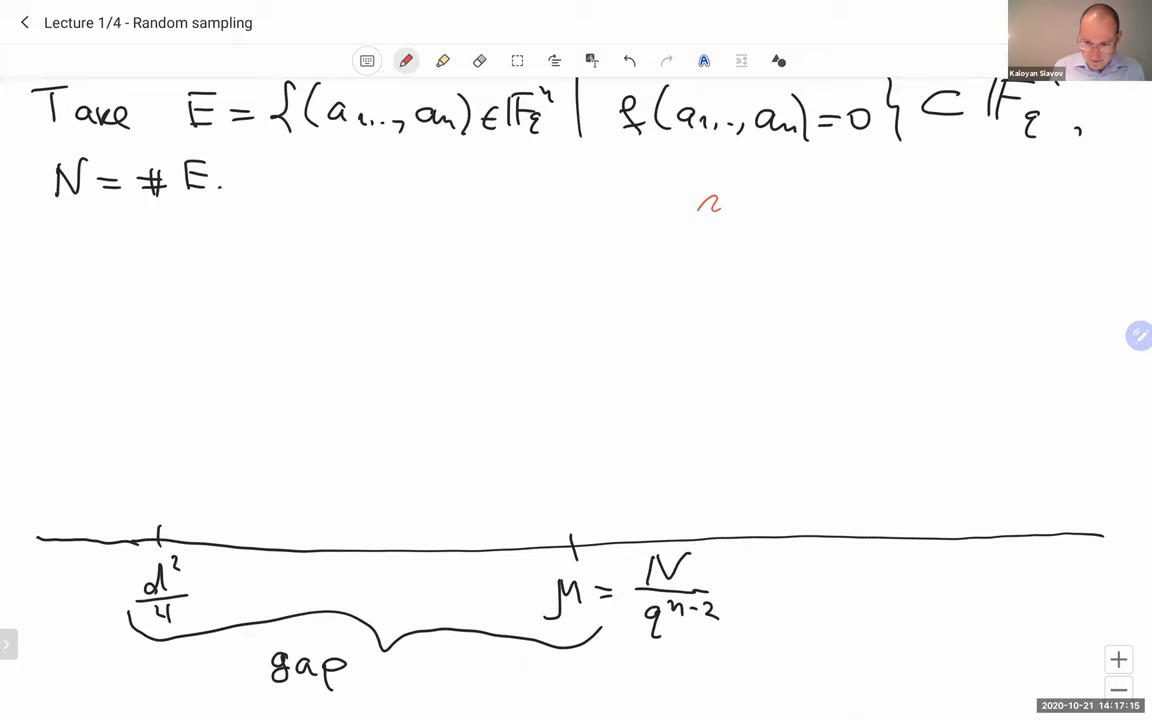 Lecture 1/4 - Random sampling
Kaloyan Slavov
Take E = {(a₁,.., aₙ) ∈ 𝔽_q^n | f(a₁,.., aₙ) = 0} ⊂ 𝔽_q^n,
N = # E.
d²/4
μ = N/q^{n-2}
gap
2020-10-21 14:17:15